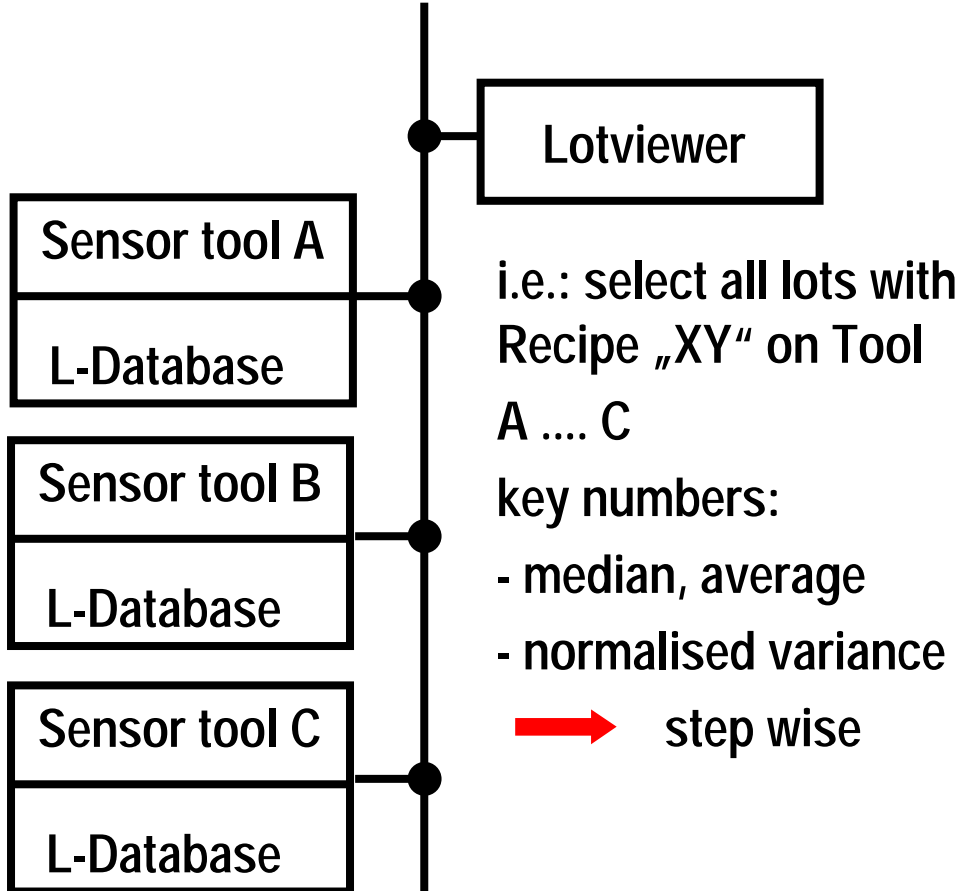 Lotviewer
Sensor tool A
L-Database
Sensor tool B
L-Database
Sensor tool C
L-Database
i.e.: select all lots with
Recipe „XY“ on Tool
A .... C
key numbers:
- median, average
- normalised variance
step wise